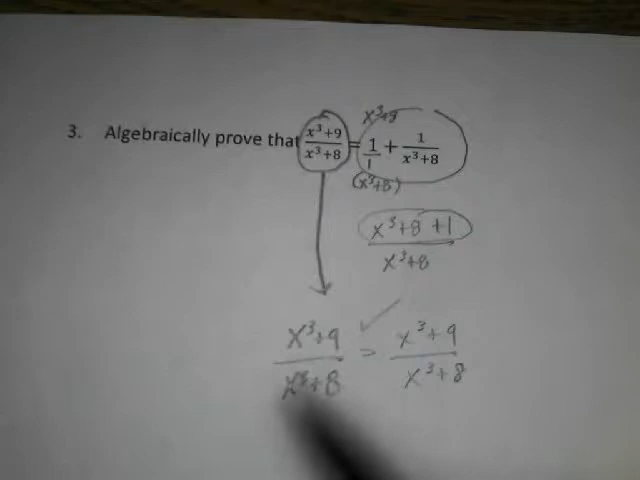 x³+8
3. Algebraically prove that x³+9/x³+8 = 1/1 + 1/x³+8
(x³+8)
x³+8+1
x³+8
x³+9 = x³+9
x³+8 x³+8